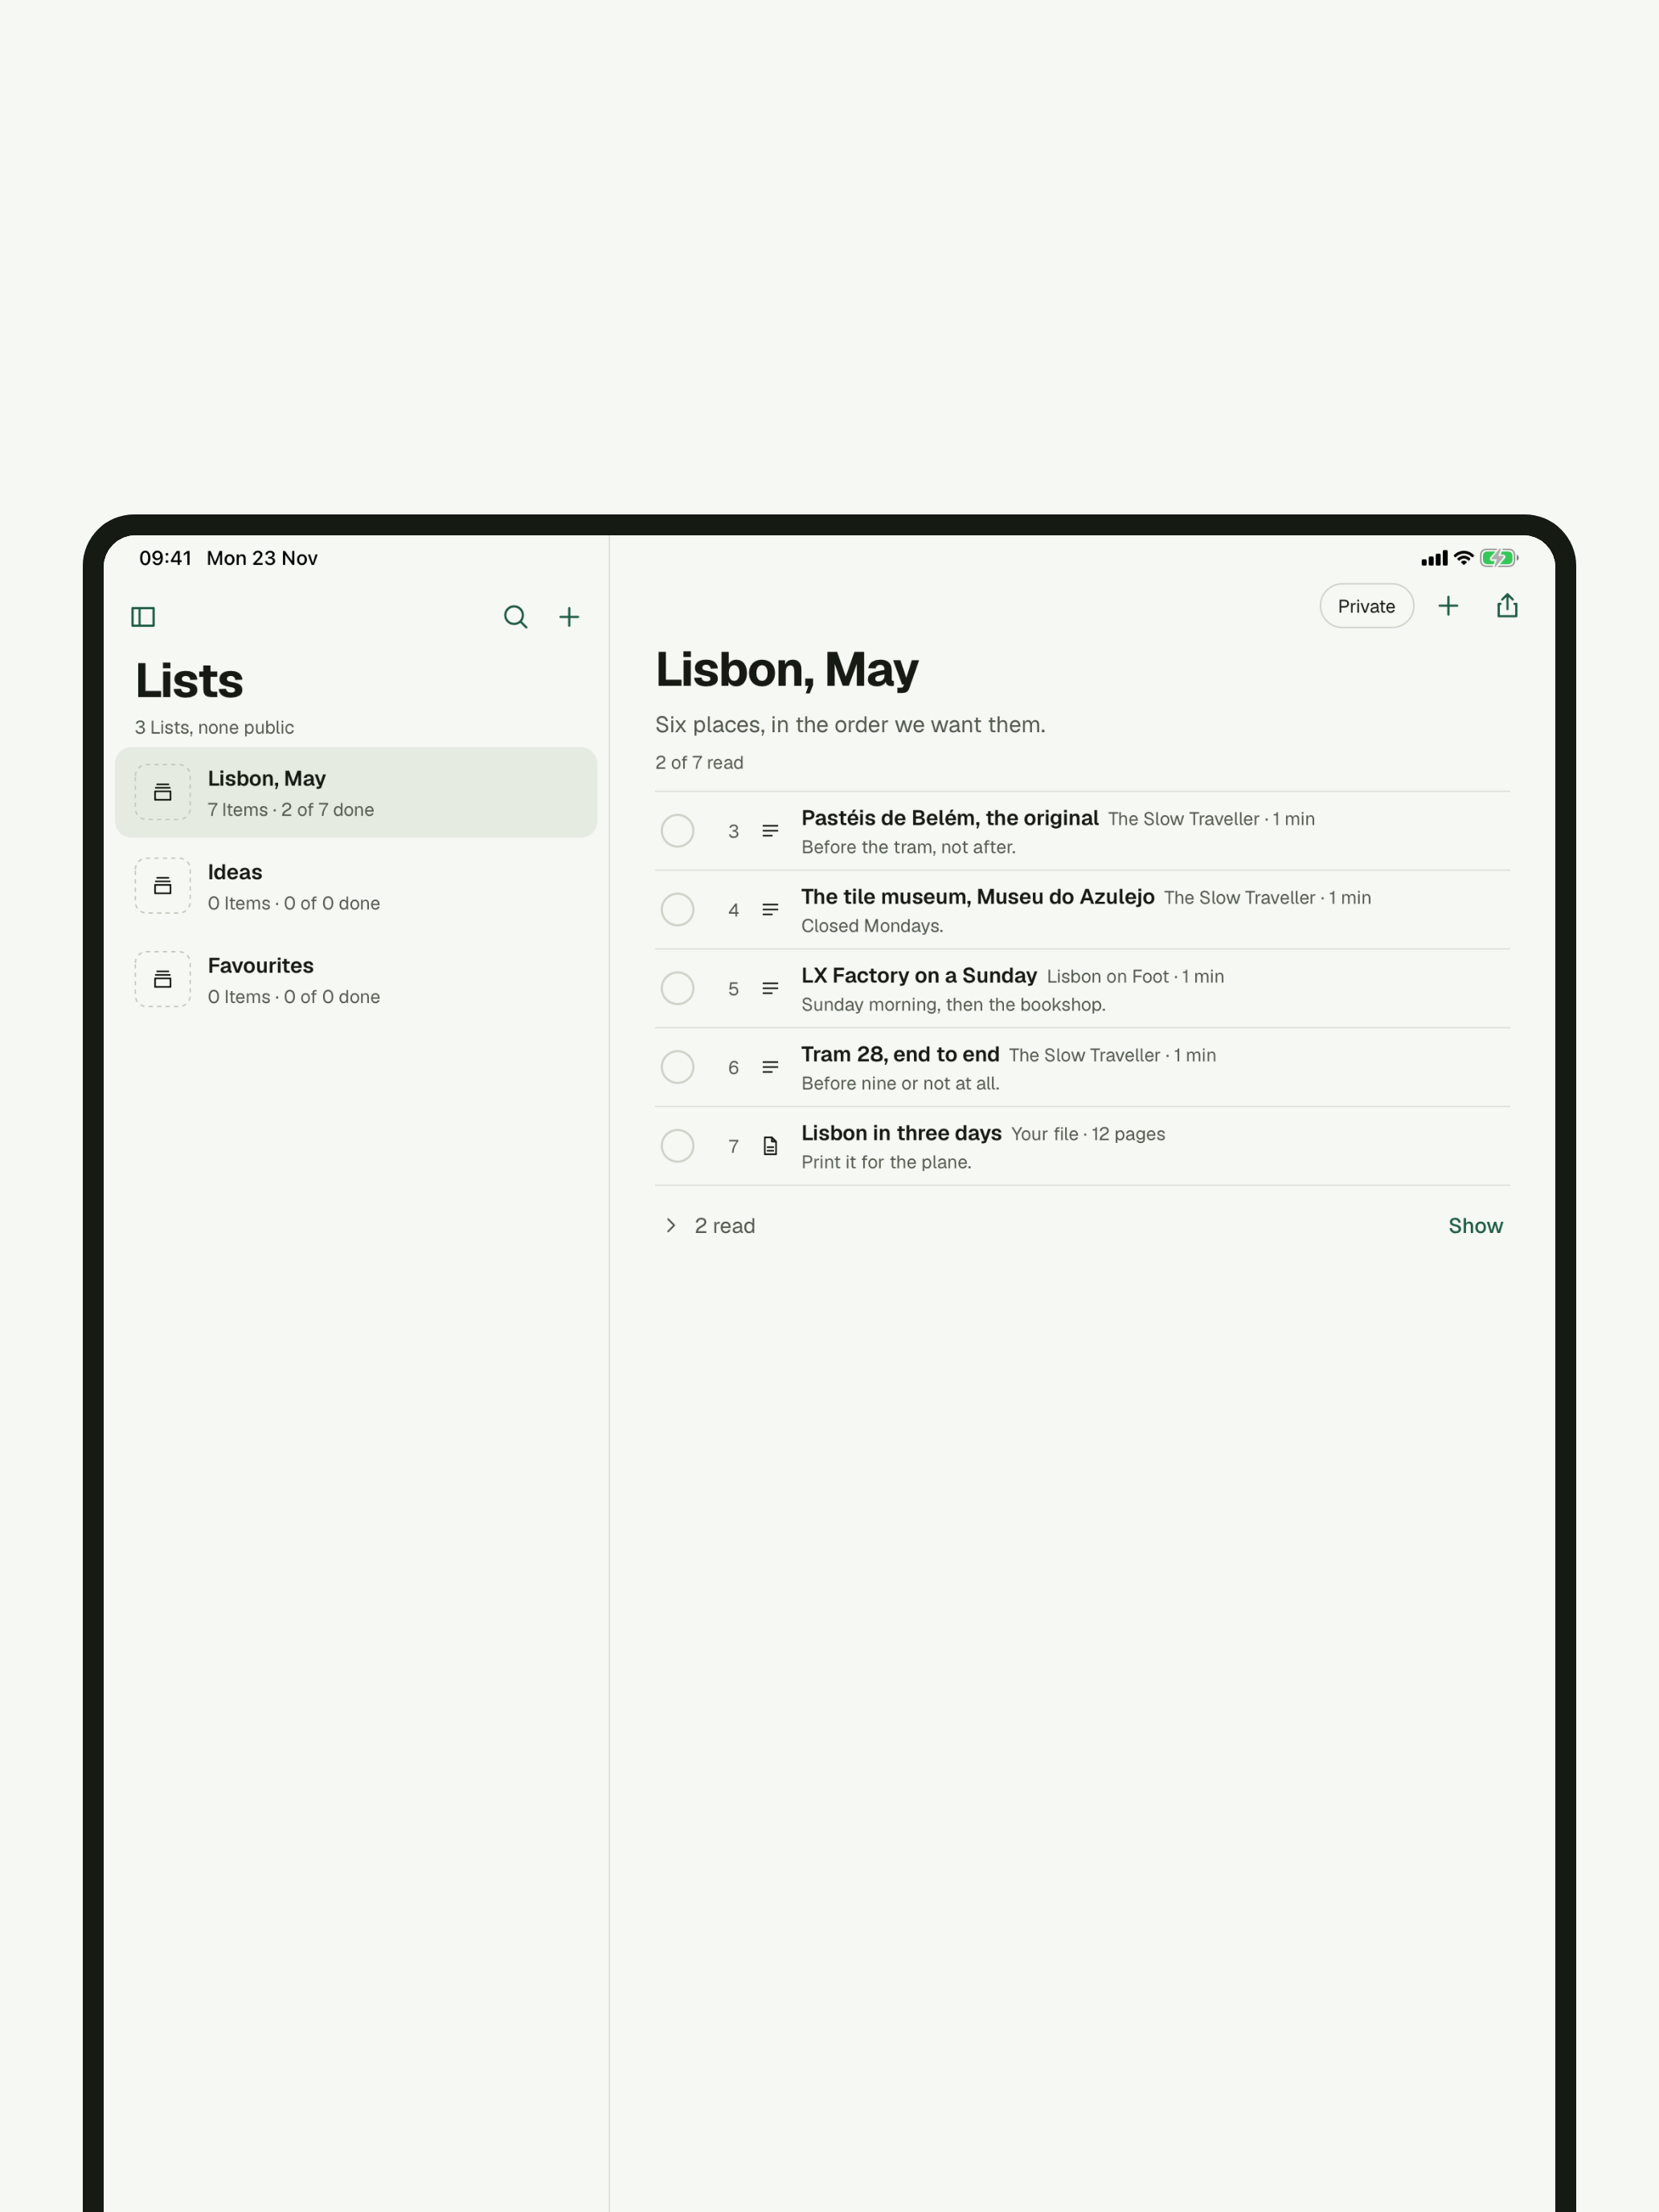 09:41 Mon 23 Nov
Lists
3 Lists, none public
Lisbon, May
7 Items · 2 of 7 done
Ideas
0 Items · 0 of 0 done
Favourites
0 Items · 0 of 0 done
Private
Lisbon, May
Six places, in the order we want them.
2 of 7 read
3 Pastéis de Belém, the original The Slow Traveller · 1 min
Before the tram, not after.
4 The tile museum, Museu do Azulejo The Slow Traveller · 1 min
Closed Mondays.
5 LX Factory on a Sunday Lisbon on Foot · 1 min
Sunday morning, then the bookshop.
6 Tram 28, end to end The Slow Traveller · 1 min
Before nine or not at all.
7 Lisbon in three days Your file · 12 pages
Print it for the plane.
2 read Show